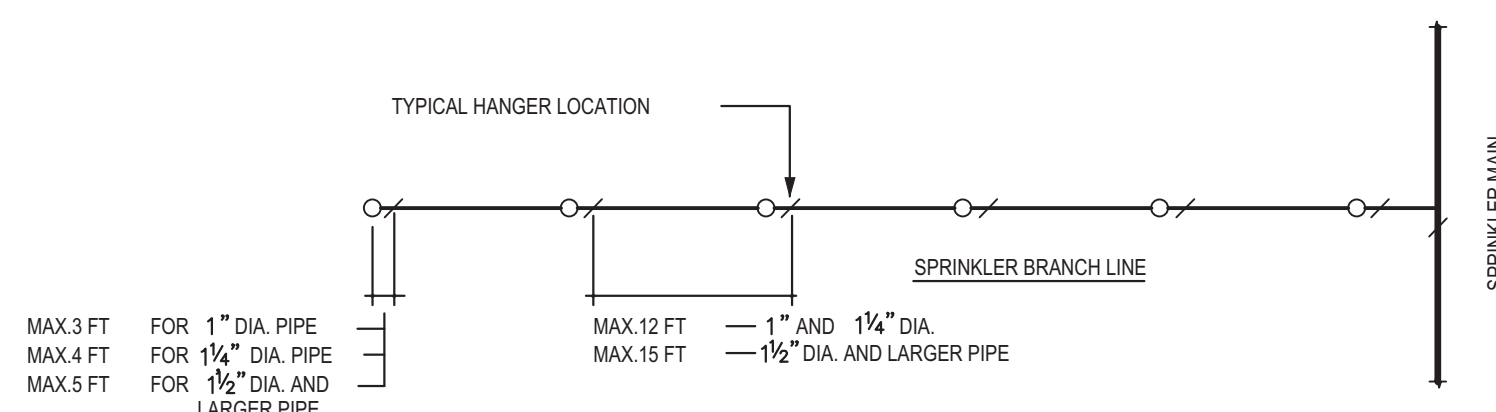 TYPICAL HANGER LOCATION
SPRINKLER MAIN
SPRINKLER BRANCH LINE
MAX.3 FT FOR 1" DIA. PIPE
MAX.4 FT FOR 1¼" DIA. PIPE
MAX.5 FT FOR 1½" DIA. AND
LARGER PIPE
MAX.12 FT — 1" AND 1¼" DIA.
MAX.15 FT — 1½" DIA. AND LARGER PIPE